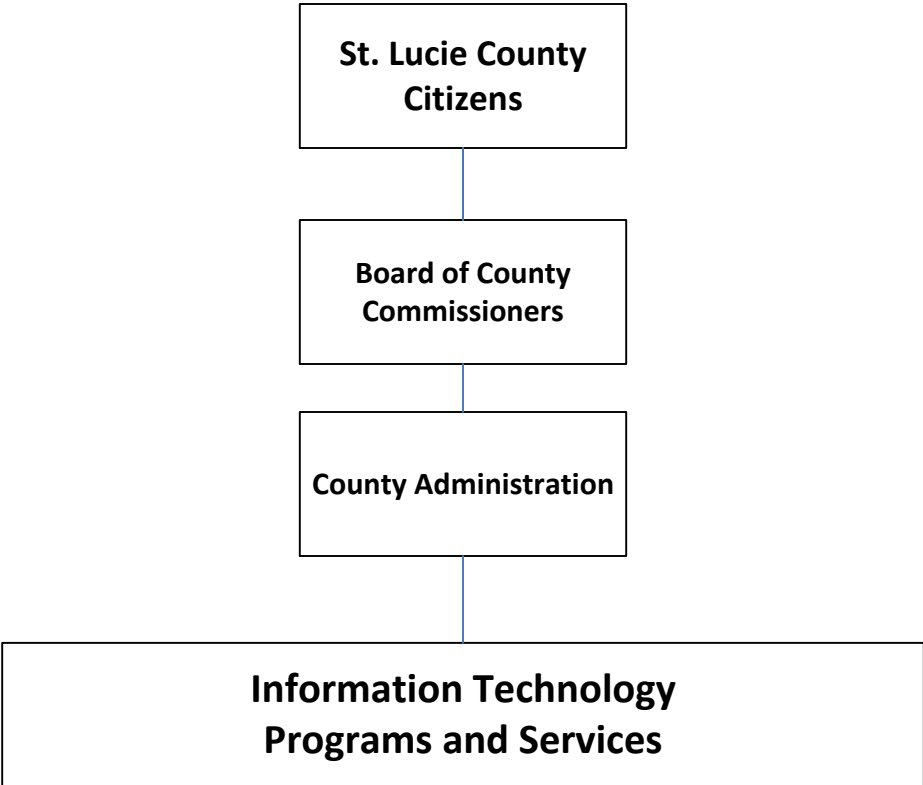 St. Lucie County
Citizens
Board of County
Commissioners
County Administration
Information Technology
Programs and Services